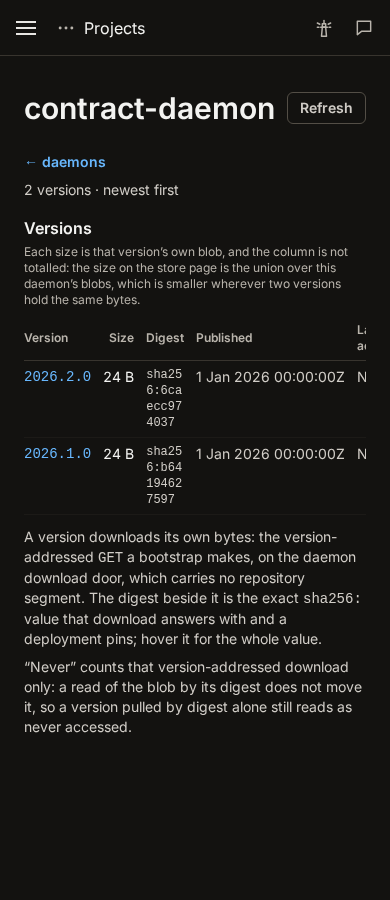 Projects
contract-daemon
Refresh
← daemons
2 versions · newest first
Versions
Each size is that version’s own blob, and the column is not
totalled: the size on the store page is the union over this
daemon’s blobs, which is smaller wherever two versions
hold the same bytes.
Version Size Digest Published
2026.2.0 24 B sha25 1 Jan 2026 00:00:00Z
6:6ca
ecc97
4037
2026.1.0 24 B sha25 1 Jan 2026 00:00:00Z
6:b64
19462
7597
A version downloads its own bytes: the version-
addressed GET a bootstrap makes, on the daemon
download door, which carries no repository
segment. The digest beside it is the exact sha256:
value that download answers with and a
deployment pins; hover it for the whole value.
“Never” counts that version-addressed download
only: a read of the blob by its digest does not move
it, so a version pulled by digest alone still reads as
never accessed.